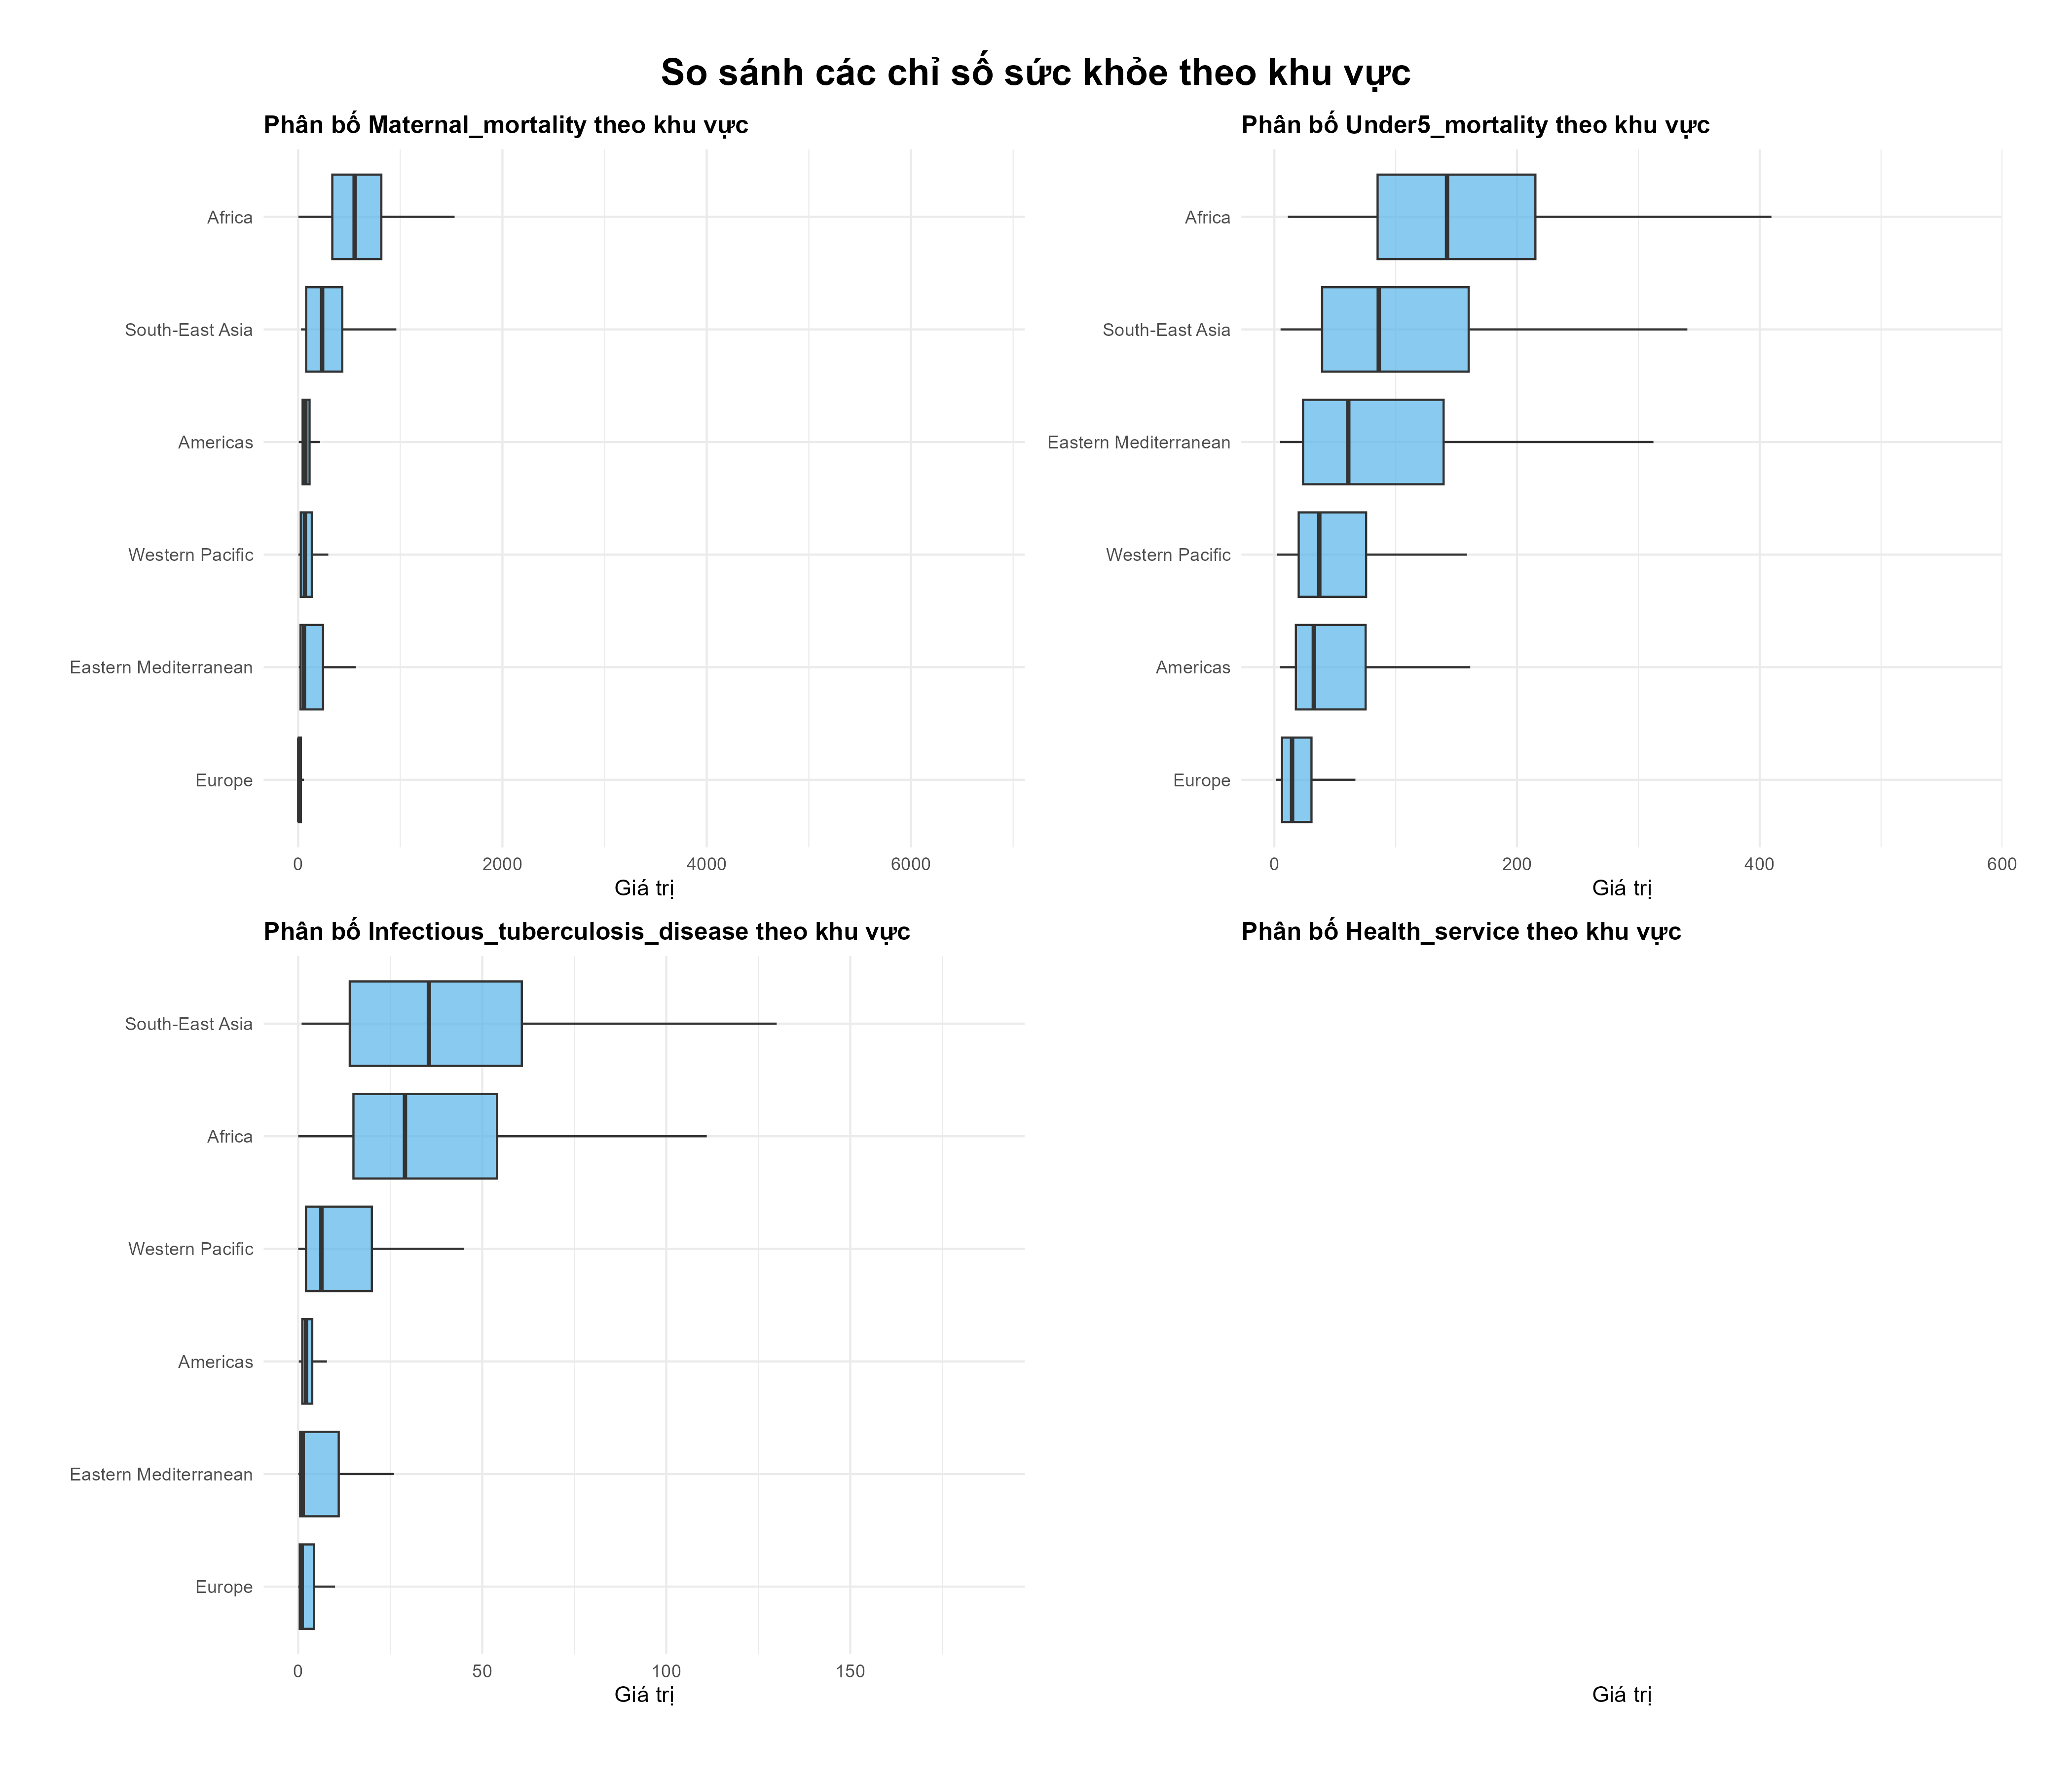 So sánh các chỉ số sức khỏe theo khu vực
Phân bố Maternal_mortality theo khu vực
Africa
South-East Asia
Americas
Western Pacific
Eastern Mediterranean
Europe
0 2000 4000 6000
Giá trị
Phân bố Under5_mortality theo khu vực
Africa
South-East Asia
Eastern Mediterranean
Western Pacific
Americas
Europe
0 200 400 600
Giá trị
Phân bố Infectious_tuberculosis_disease theo khu vực
South-East Asia
Africa
Western Pacific
Americas
Eastern Mediterranean
Europe
0 50 100 150
Giá trị
Phân bố Health_service theo khu vực
Giá trị